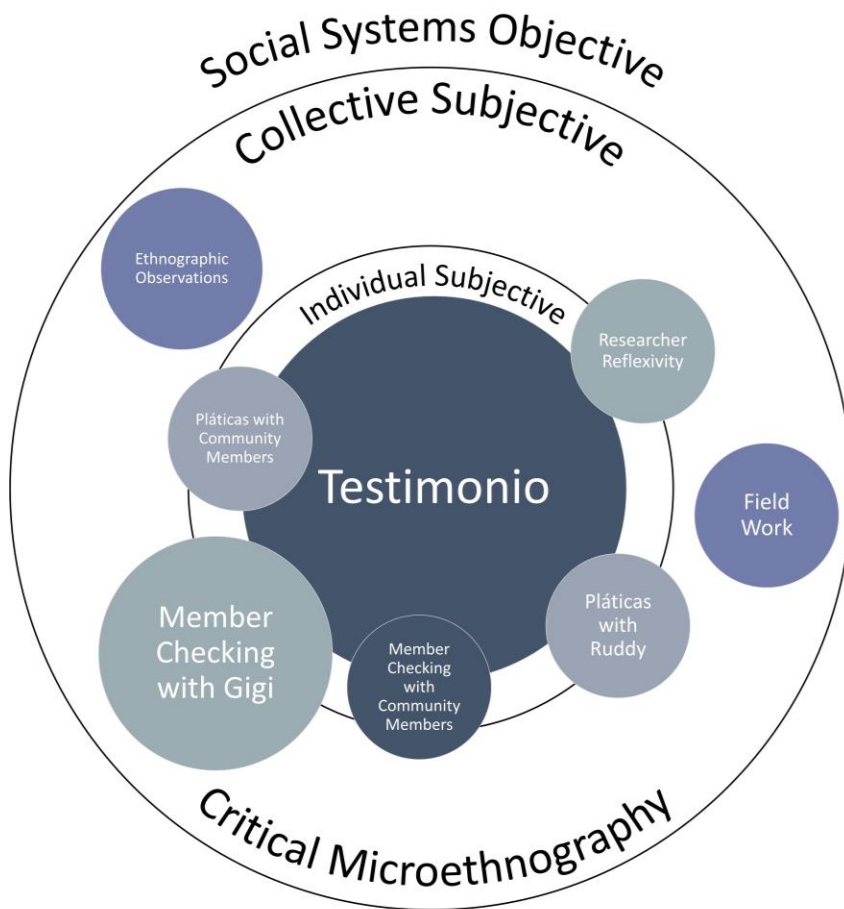 Social Systems Objective
Collective Subjective
Ethnographic
Observations
Individual Subjective
Researcher
Reflexivity
Pláticas with
Community
Members
Testimonio
Field
Work
Member
Checking
with Gigi
Member
Checking
with
Community
Members
Pláticas
with
Ruddy
Critical Microethnography